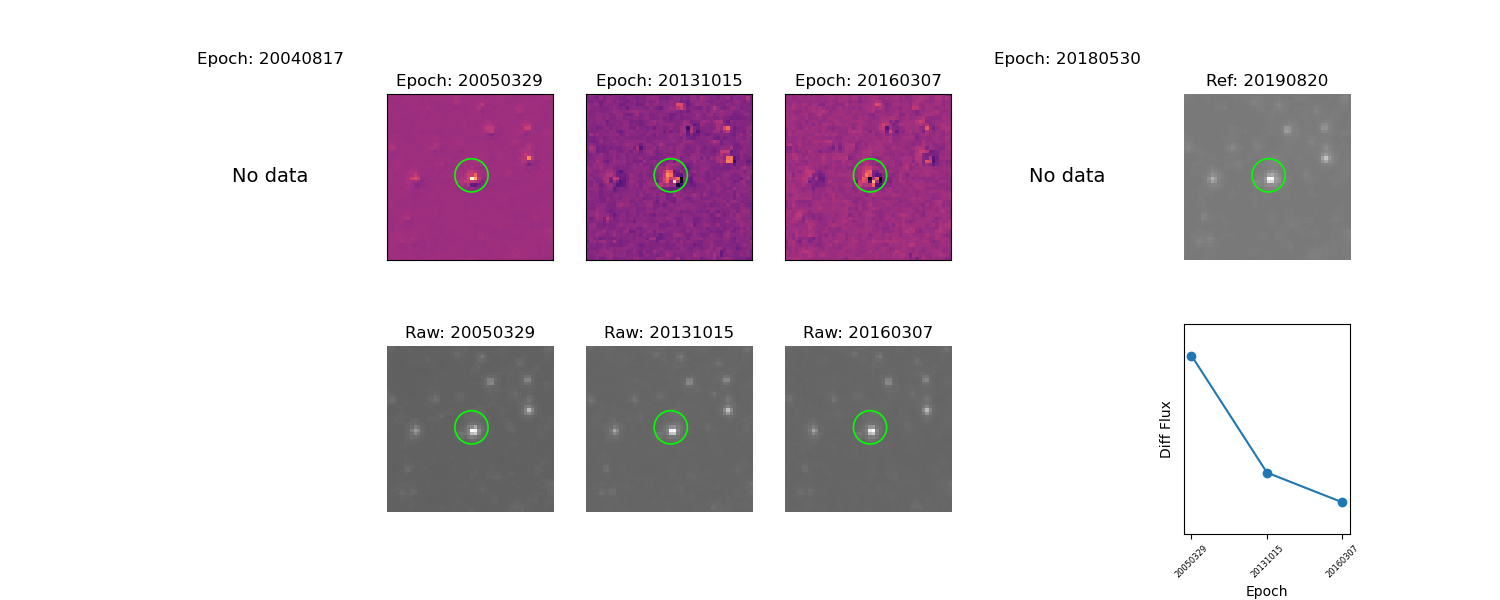 Epoch: 20040817
Epoch: 20050329
Epoch: 20131015
Epoch: 20160307
Epoch: 20180530
Ref: 20190820
No data
No data
Raw: 20050329
Raw: 20131015
Raw: 20160307
Diff Flux
20050329
20131015
20160307
Epoch